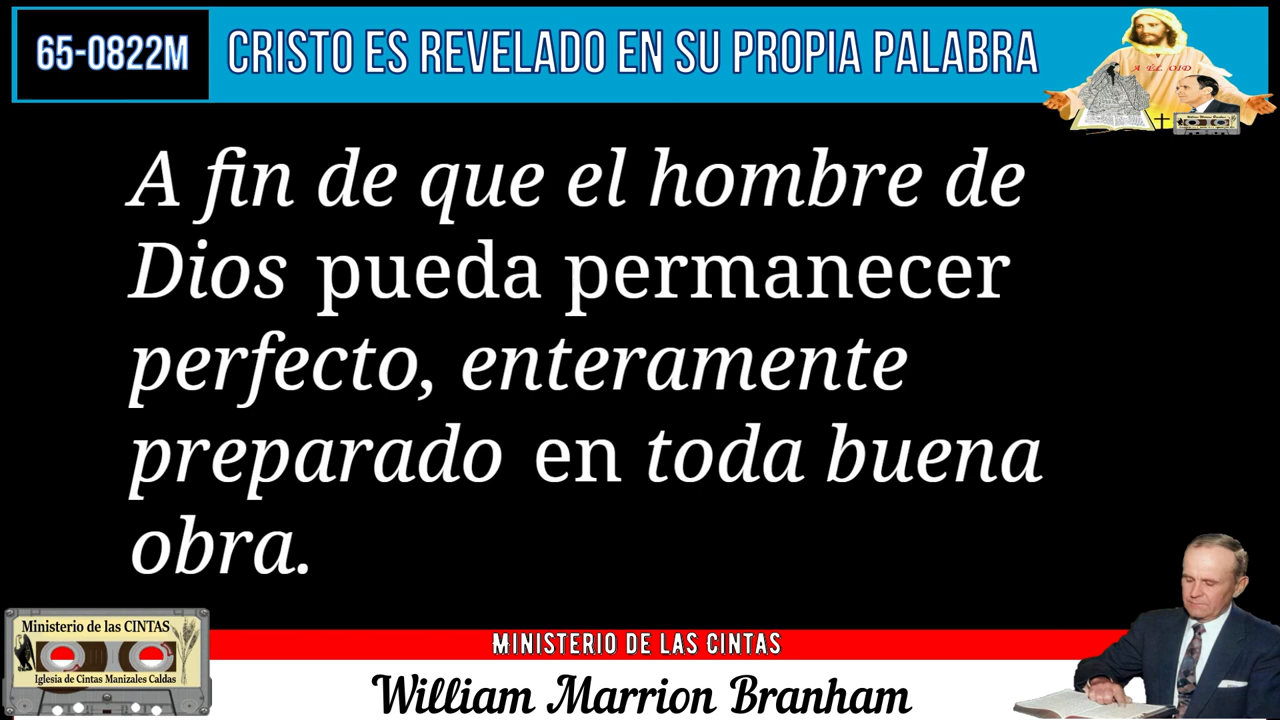 65-0822M
CRISTO ES REVELADO EN SU PROPIA PALABRA
A ÉL OID
A fin de que el hombre de
Dios pueda permanecer
perfecto, enteramente
preparado en toda buena
obra.
Ministerio de las CINTAS
Iglesia de Cintas Manizales Caldas
MINISTERIO DE LAS CINTAS
William Marrion Branham